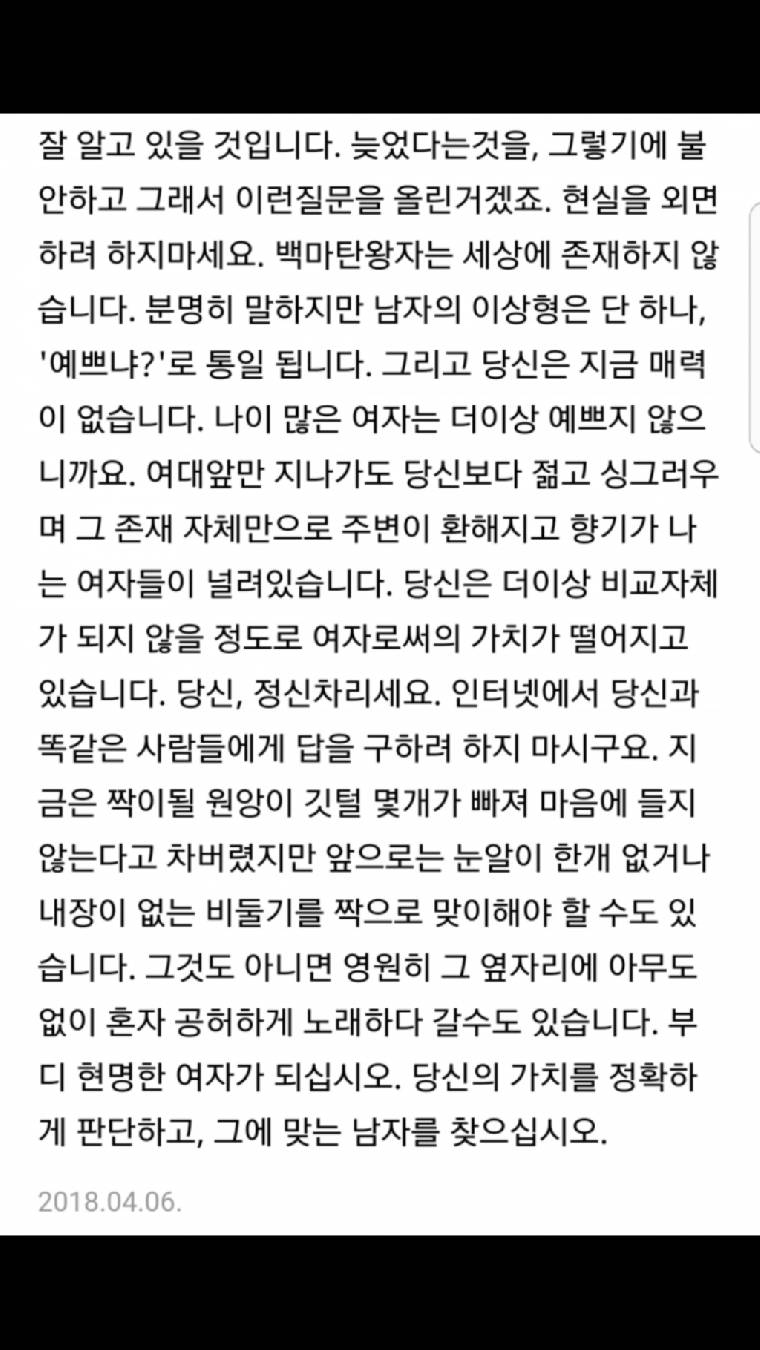 잘 알고 있을 것입니다. 늦었다는것을, 그렇기에 불
안하고 그래서 이런질문을 올린거겠죠. 현실을 외면
하려 하지마세요. 백마탄왕자는 세상에 존재하지 않
습니다. 분명히 말하지만 남자의 이상형은 단 하나,
'예쁘냐?'로 통일 됩니다. 그리고 당신은 지금 매력
이 없습니다. 나이 많은 여자는 더이상 예쁘지 않으
니까요. 여대앞만 지나가도 당신보다 젊고 싱그러우
며 그 존재 자체만으로 주변이 환해지고 향기가 나
는 여자들이 널려있습니다. 당신은 더이상 비교자체
가 되지 않을 정도로 여자로써의 가치가 떨어지고
있습니다. 당신, 정신차리세요. 인터넷에서 당신과
똑같은 사람들에게 답을 구하려 하지 마시구요. 지
금은 짝이될 원앙이 깃털 몇개가 빠져 마음에 들지
않는다고 차버렸지만 앞으로는 눈알이 한개 없거나
내장이 없는 비둘기를 짝으로 맞이해야 할 수도 있
습니다. 그것도 아니면 영원히 그 옆자리에 아무도
없이 혼자 공허하게 노래하다 갈수도 있습니다. 부
디 현명한 여자가 되십시오. 당신의 가치를 정확하
게 판단하고, 그에 맞는 남자를 찾으십시오.
2018.04.06.